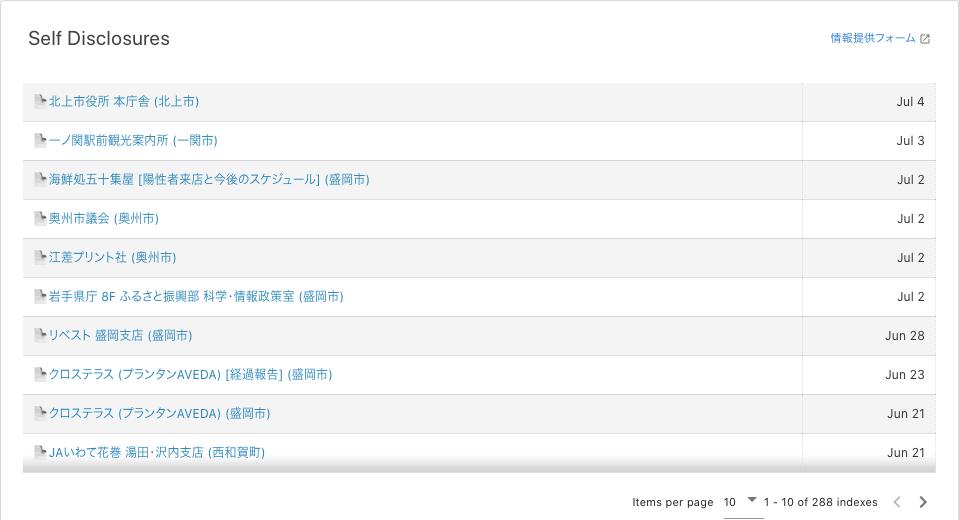 Self Disclosures
情報提供フォーム
北上市役所 本庁舎 (北上市) Jul 4
一ノ関駅前観光案内所 (一関市) Jul 3
海鮮処五十集屋 [陽性者来店と今後のスケジュール] (盛岡市) Jul 2
奥州市議会 (奥州市) Jul 2
江差プリント社 (奥州市) Jul 2
岩手県庁 8F ふるさと振興部 科学・情報政策室 (盛岡市) Jul 2
リベスト 盛岡支店 (盛岡市) Jun 28
クロステラス (プランタンAVEDA) [経過報告] (盛岡市) Jun 23
クロステラス (プランタンAVEDA) (盛岡市) Jun 21
JAいわて花巻 湯田・沢内支店 (西和賀町) Jun 21
Items per page 10 1 - 10 of 288 indexes